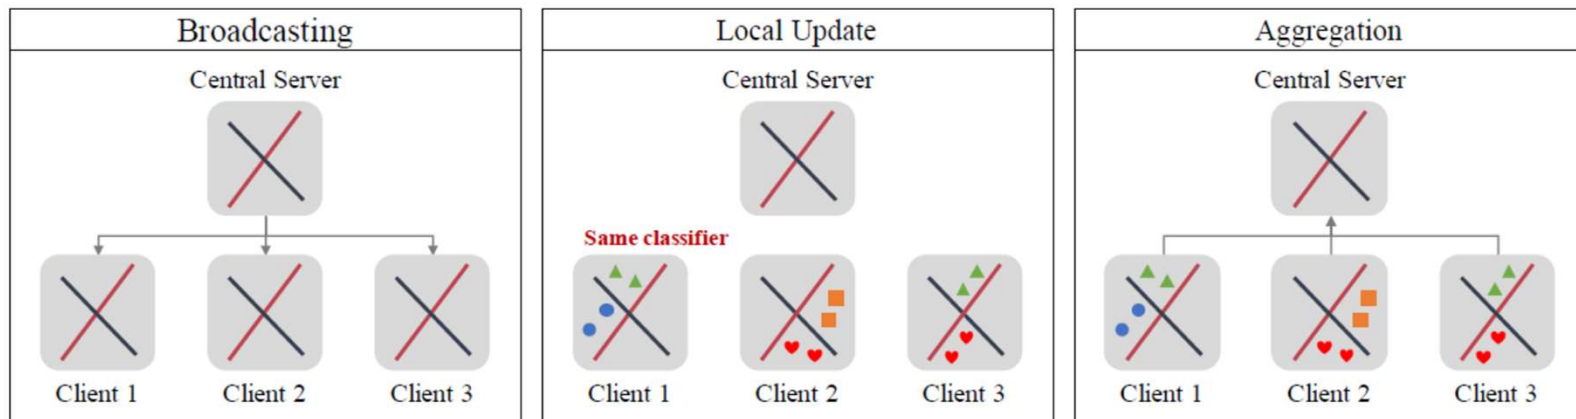 Broadcasting
Central Server
Client 1
Client 2
Client 3
Local Update
Central Server
Same classifier
Client 1
Client 2
Client 3
Aggregation
Central Server
Client 1
Client 2
Client 3